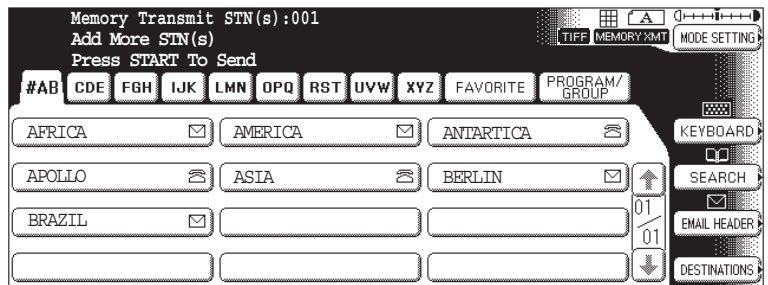 Memory Transmit STN(s):001
Add More STN(s)
Press START To Send
A
TIFF MEMORY XMT MODE SETTING
#AB CDE FGH IJK LMN OPQ RST UVW XYZ FAVORITE PROGRAM/
GROUP
AFRICA AMERICA ANTARTICA KEYBOARD
APOLLO ASIA BERLIN SEARCH
BRAZIL 01/01 EMAIL HEADER
DESTINATIONS